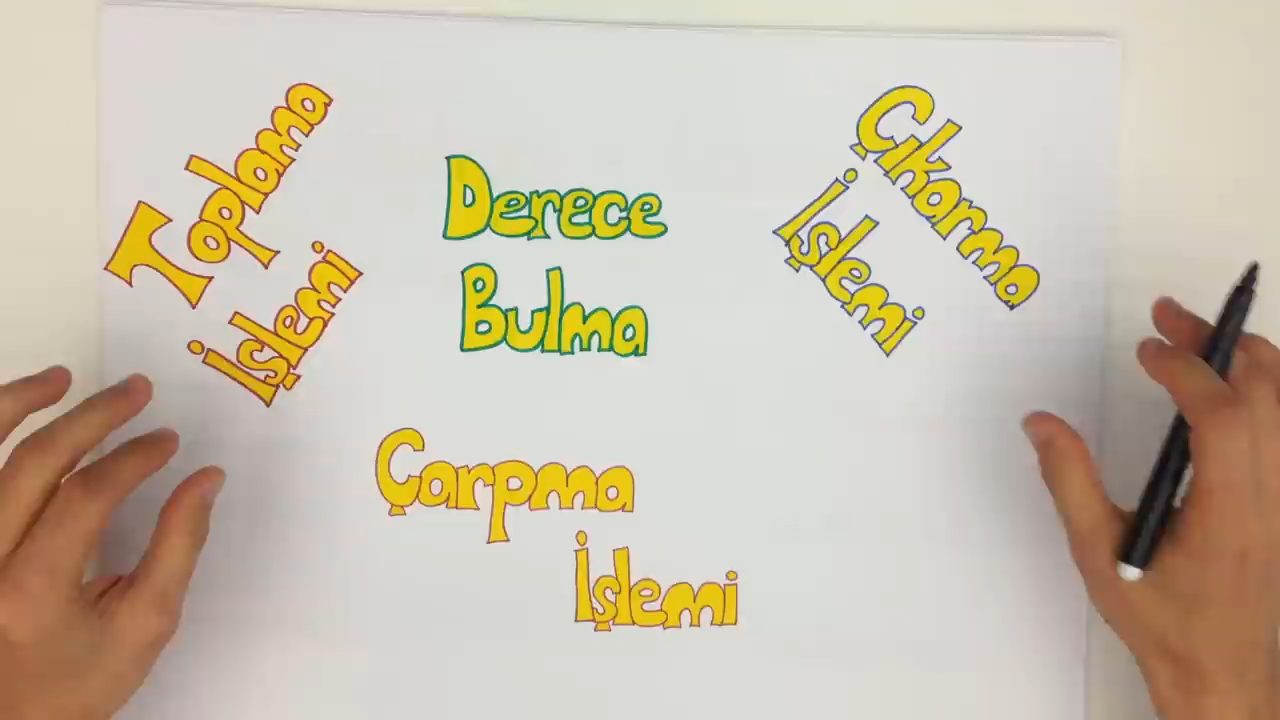 Toplama
İşlemi
Derece
Bulma
Çıkarma
İşlemi
Çarpma
İşlemi